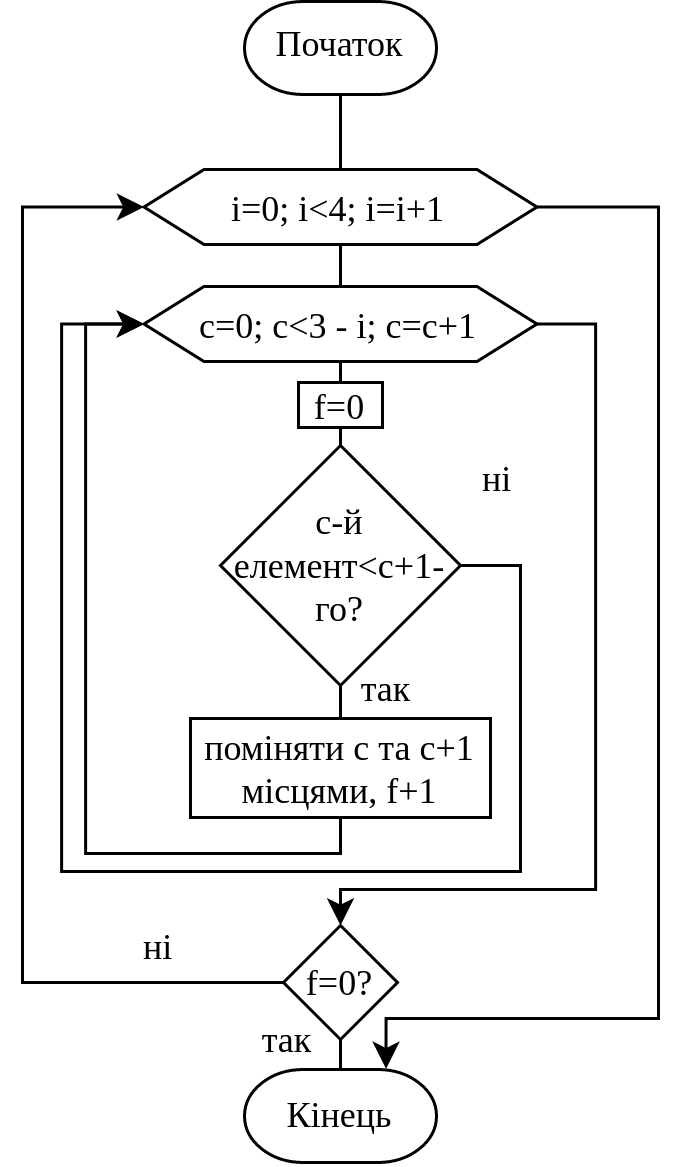 Початок
i=0; i<4; i=i+1
c=0; c<3 - i; c=c+1
f=0
ні
с-й
елемент<с+1-
го?
так
поміняти с та с+1
місцями, f+1
ні
f=0?
так
Кінець